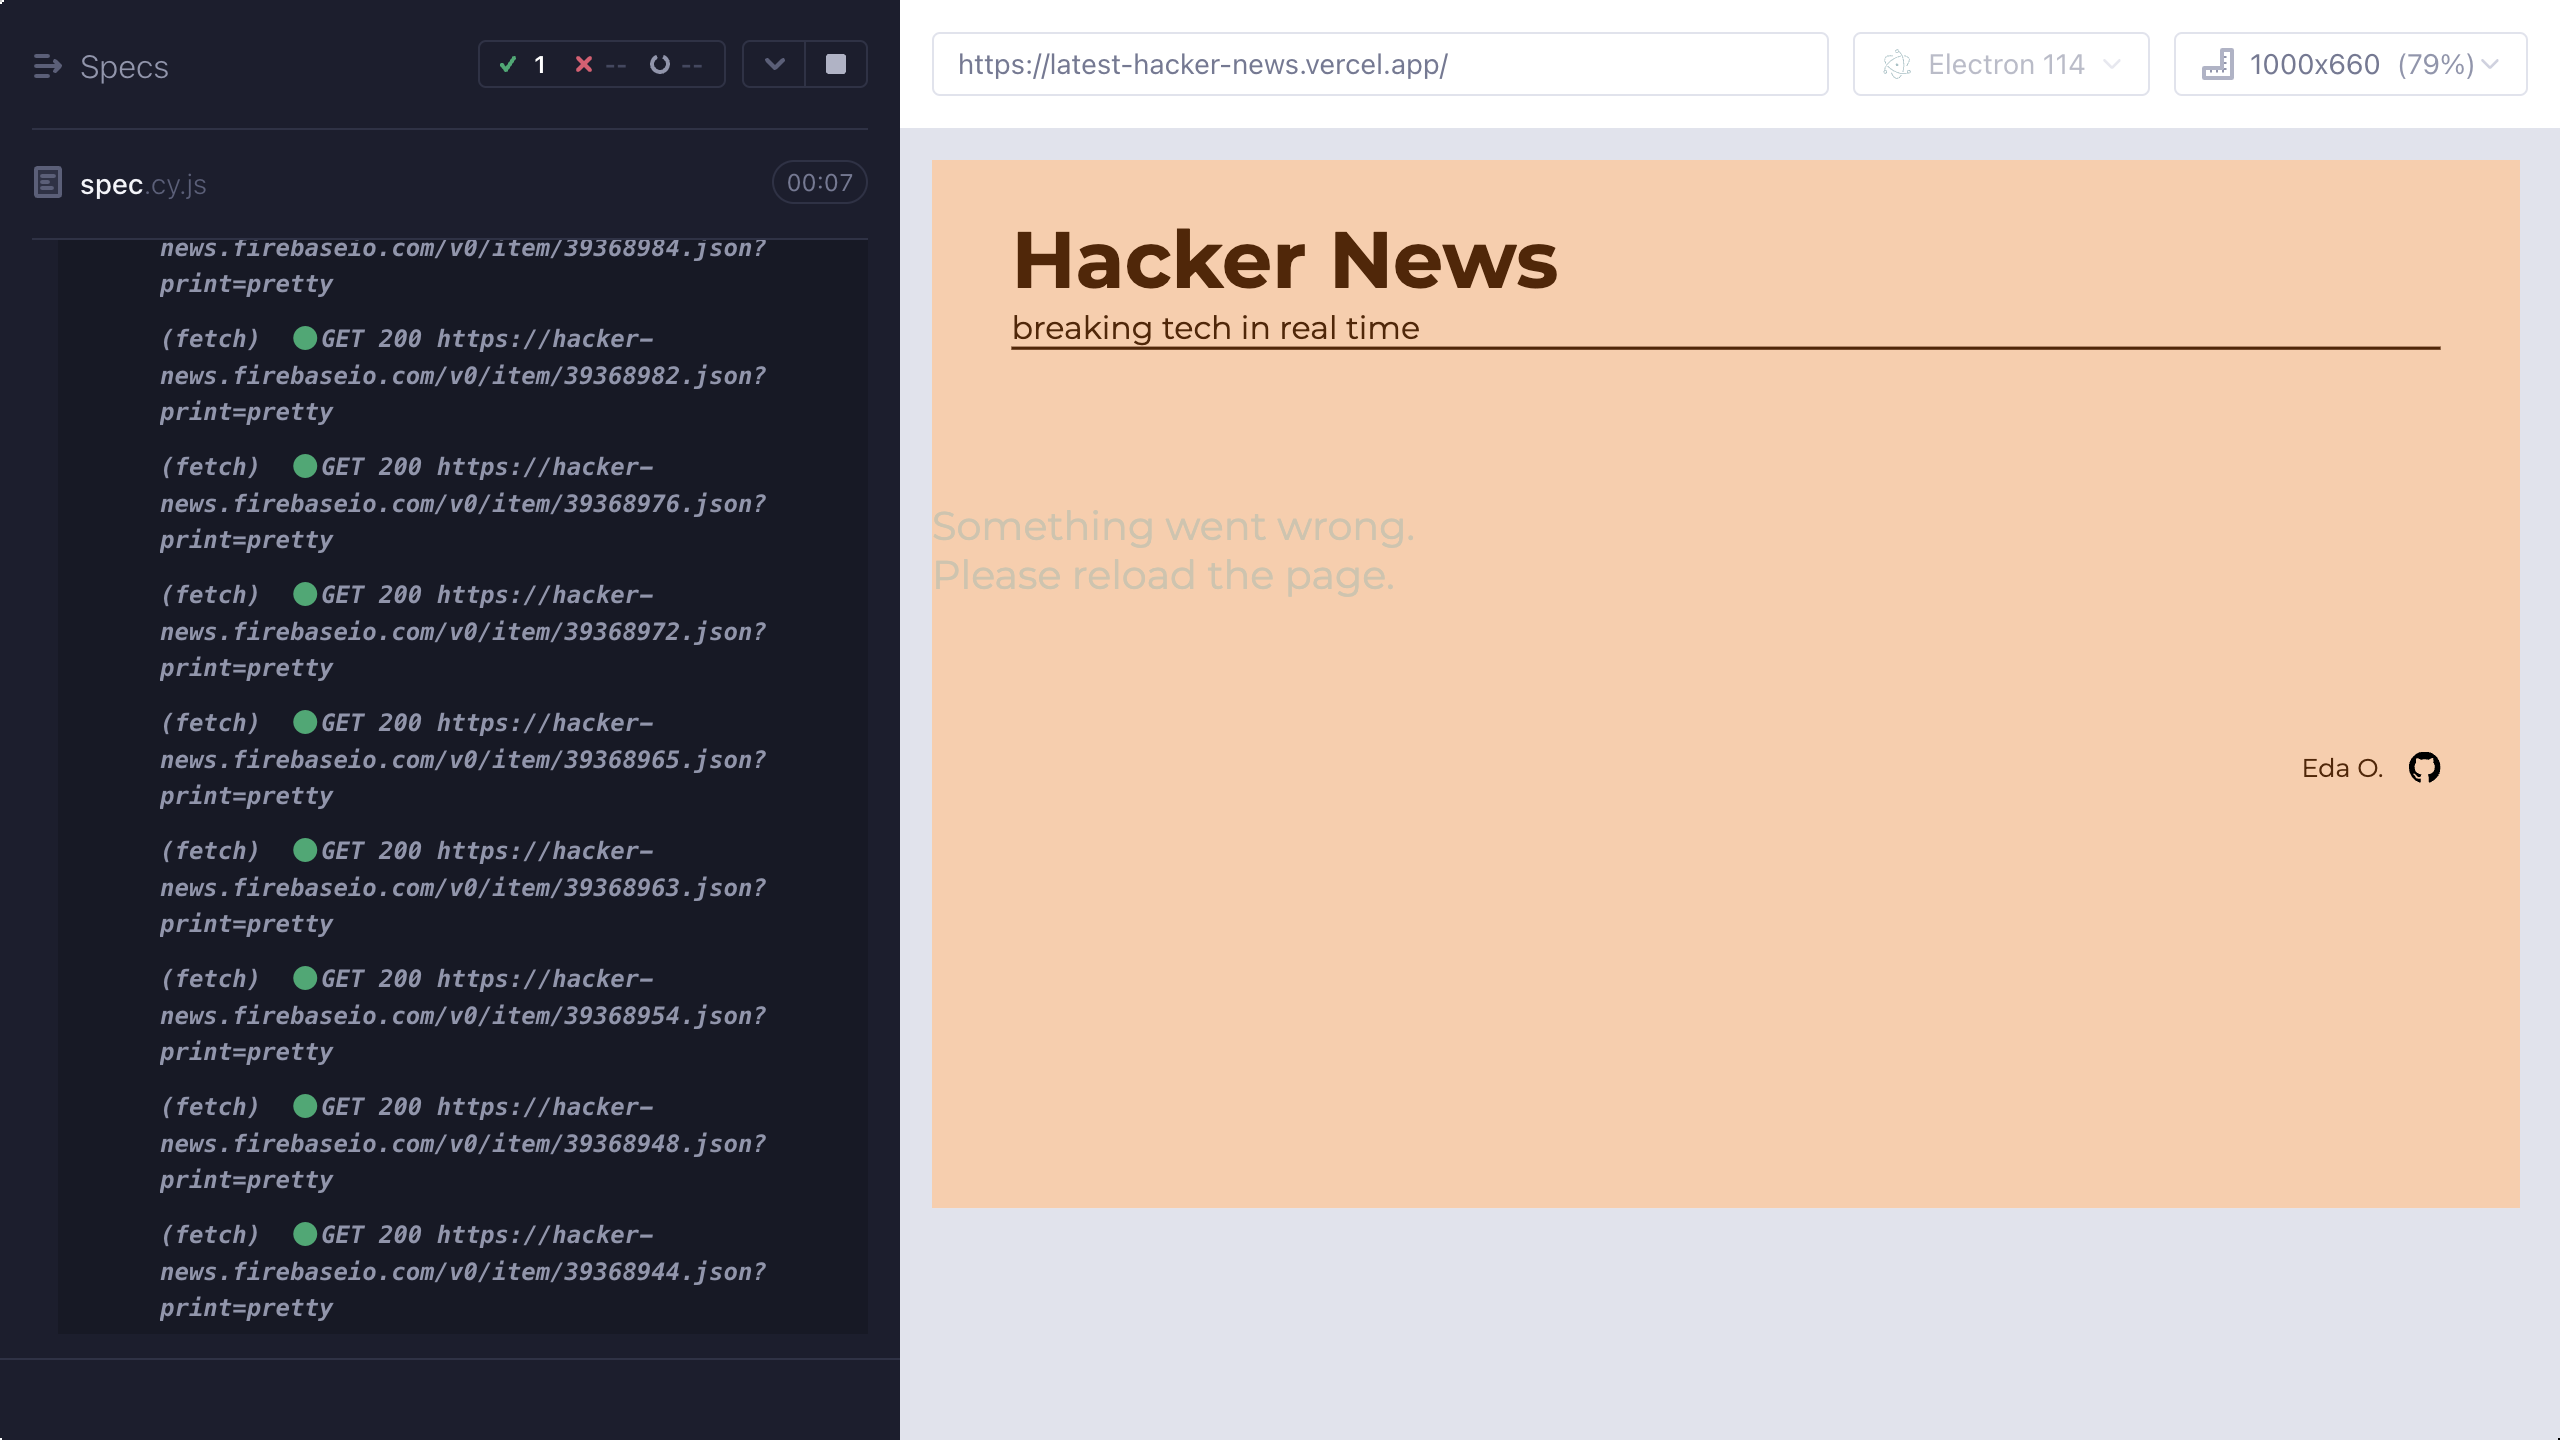 Specs
1 -- --
spec.cy.js
00:07
news.firebaseio.com/v0/item/39368984.json?
print=pretty
(fetch) GET 200 https://hacker-
news.firebaseio.com/v0/item/39368982.json?
print=pretty
(fetch) GET 200 https://hacker-
news.firebaseio.com/v0/item/39368976.json?
print=pretty
(fetch) GET 200 https://hacker-
news.firebaseio.com/v0/item/39368972.json?
print=pretty
(fetch) GET 200 https://hacker-
news.firebaseio.com/v0/item/39368965.json?
print=pretty
(fetch) GET 200 https://hacker-
news.firebaseio.com/v0/item/39368963.json?
print=pretty
(fetch) GET 200 https://hacker-
news.firebaseio.com/v0/item/39368954.json?
print=pretty
(fetch) GET 200 https://hacker-
news.firebaseio.com/v0/item/39368948.json?
print=pretty
(fetch) GET 200 https://hacker-
news.firebaseio.com/v0/item/39368944.json?
print=pretty
https://latest-hacker-news.vercel.app/
Electron 114
1000x660 (79%)
Hacker News
breaking tech in real time
Something went wrong.
Please reload the page.
Eda O.